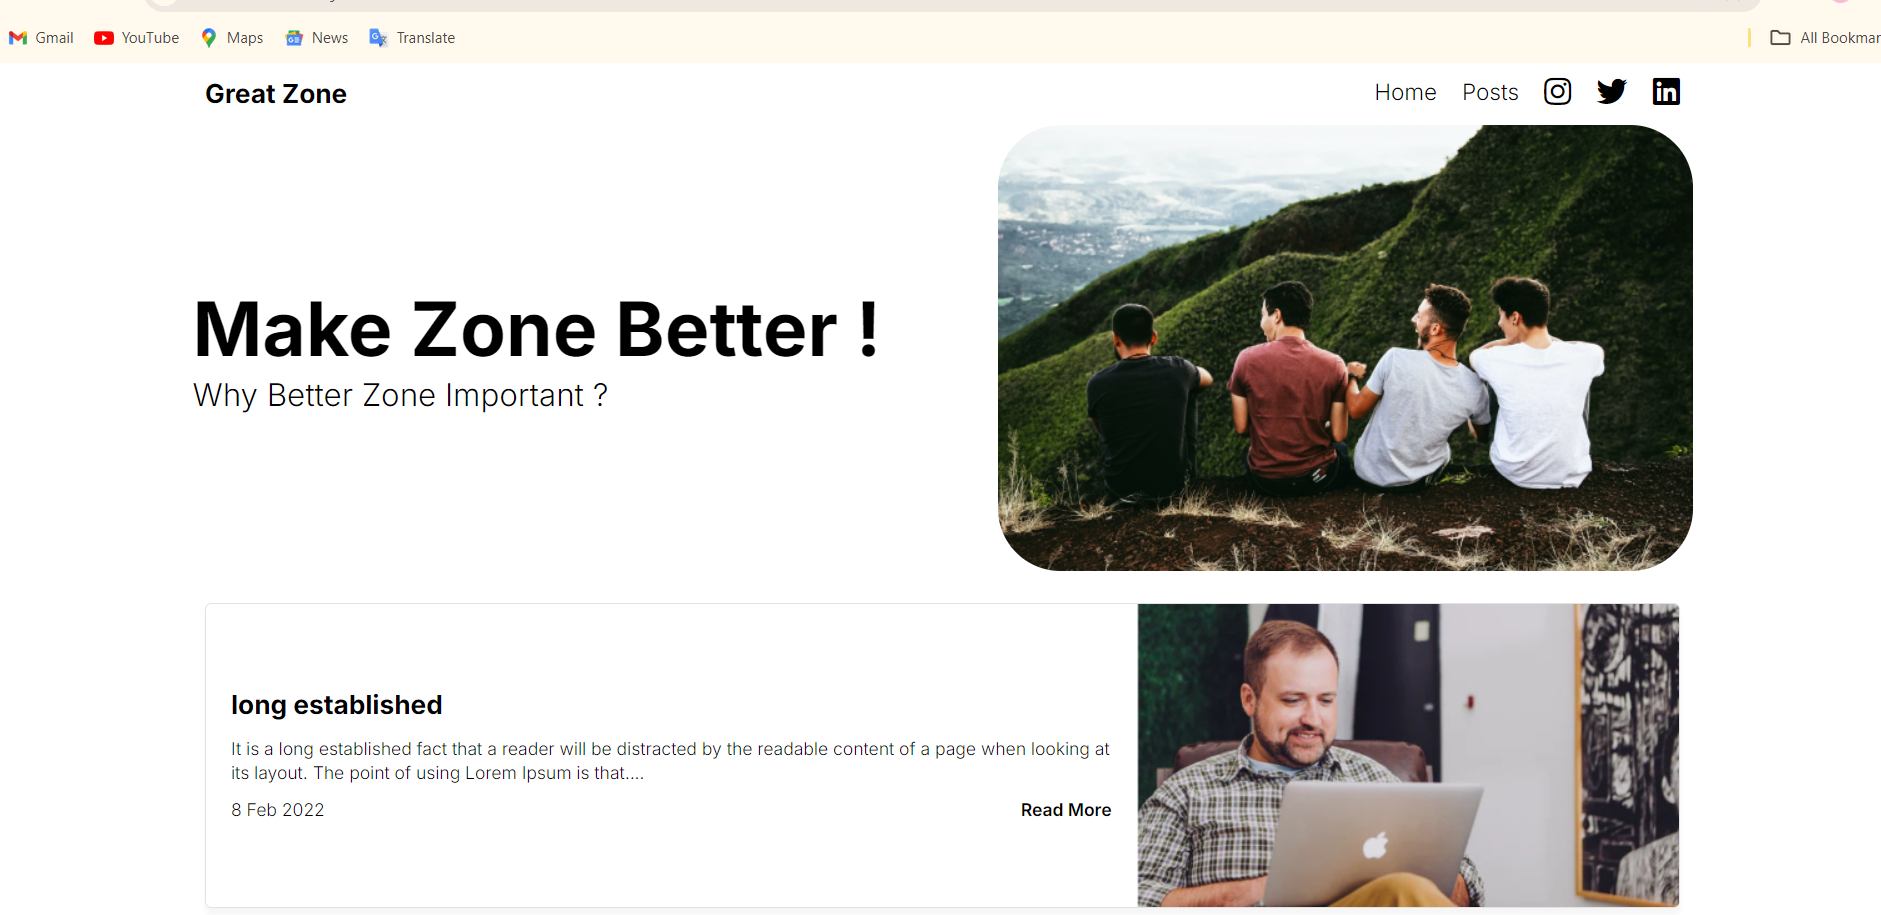 Gmail YouTube Maps News Translate All Bookmar
Great Zone Home Posts
Make Zone Better !
Why Better Zone Important ?
long established
It is a long established fact that a reader will be distracted by the readable content of a page when looking at
its layout. The point of using Lorem Ipsum is that....
8 Feb 2022 Read More